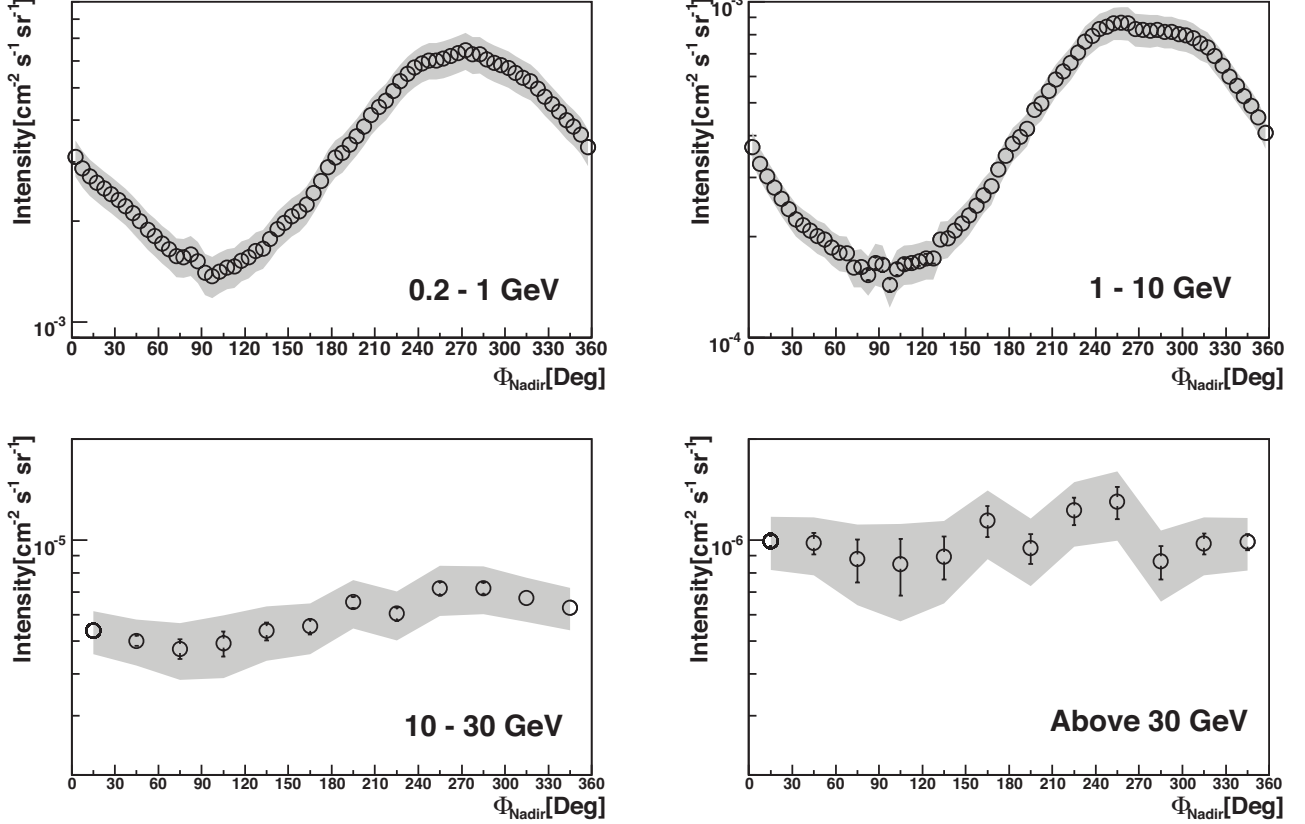 Intensity[cm-2 s-1 sr-1]
10-3
0.2 - 1 GeV
0 30 60 90 120 150 180 210 240 270 300 330 360
ΦNadir[Deg]
10-3
Intensity[cm-2 s-1 sr-1]
1 - 10 GeV
10-4
0 30 60 90 120 150 180 210 240 270 300 330 360
ΦNadir[Deg]
Intensity[cm-2 s-1 sr-1]
10-5
10 - 30 GeV
0 30 60 90 120 150 180 210 240 270 300 330 360
ΦNadir[Deg]
Intensity[cm-2 s-1 sr-1]
10-6
Above 30 GeV
0 30 60 90 120 150 180 210 240 270 300 330 360
ΦNadir[Deg]